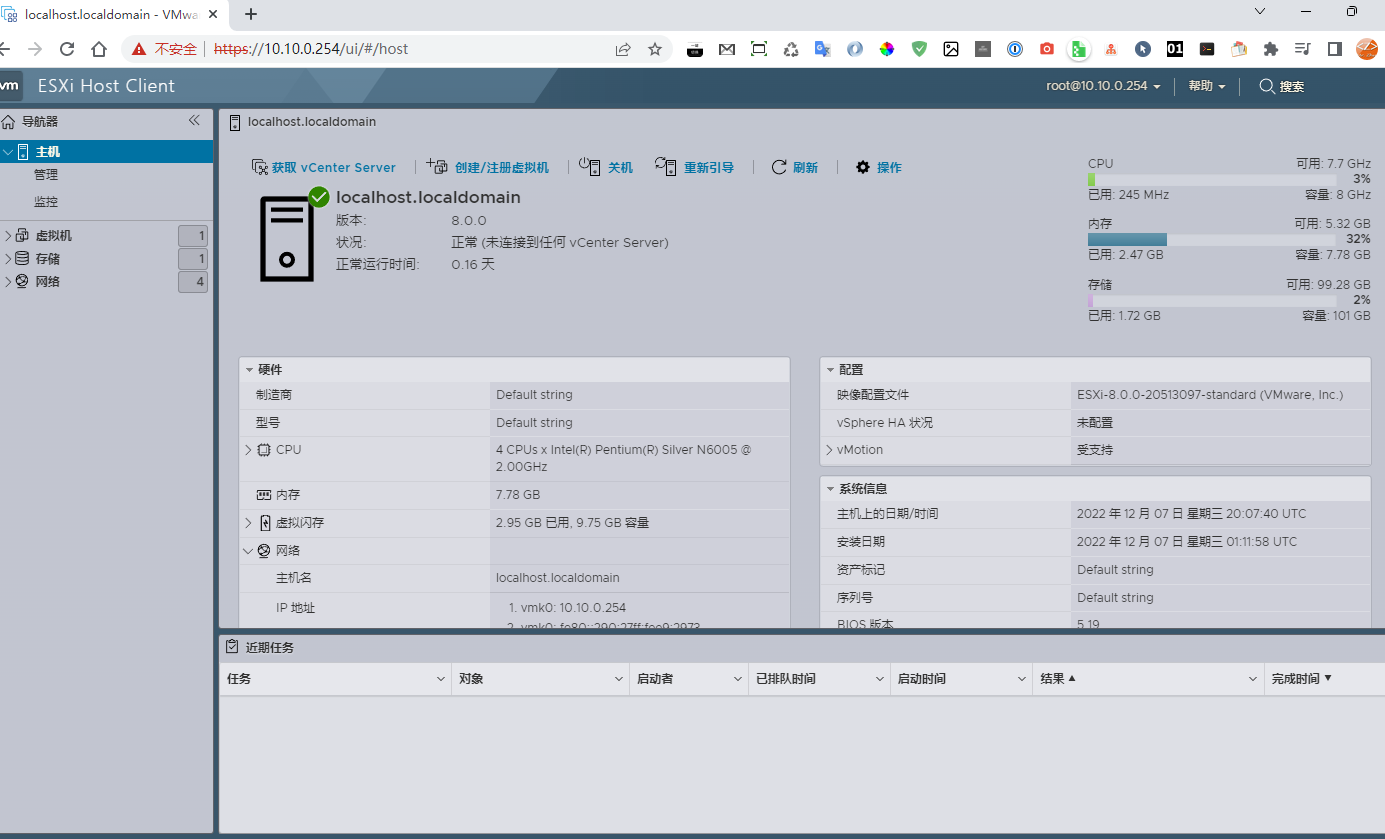 localhost.localdomain - VMwa
不安全 https://10.10.0.254/ui/#/host
01
vm ESXi Host Client
root@10.10.0.254 帮助 搜索
导航器
主机
管理
监控
虚拟机 1
存储 1
网络 4
localhost.localdomain
获取 vCenter Server 创建/注册虚拟机 关机 重新引导 刷新 操作
localhost.localdomain
版本: 8.0.0
状况: 正常 (未连接到任何 vCenter Server)
正常运行时间: 0.16 天
CPU 可用: 7.7 GHz
3%
已用: 245 MHz 容量: 8 GHz
内存 可用: 5.32 GB
32%
已用: 2.47 GB 容量: 7.78 GB
存储 可用: 99.28 GB
2%
已用: 1.72 GB 容量: 101 GB
硬件
制造商 Default string
型号 Default string
CPU 4 CPUs x Intel(R) Pentium(R) Silver N6005 @
2.00GHz
内存 7.78 GB
虚拟闪存 2.95 GB 已用, 9.75 GB 容量
网络
主机名 localhost.localdomain
IP 地址 1. vmk0: 10.10.0.254
2. vmk0: fe80::290:27ff:fee9:2973
配置
映像配置文件 ESXi-8.0.0-20513097-standard (VMware, Inc.)
vSphere HA 状况 未配置
vMotion 受支持
系统信息
主机上的日期/时间 2022 年 12 月 07 日 星期三 20:07:40 UTC
安装日期 2022 年 12 月 07 日 星期三 01:11:58 UTC
资产标记 Default string
序列号 Default string
BIOS 版本 5.19
近期任务
任务 对象 启动者 已排队时间 启动时间 结果▲ 完成时间▼